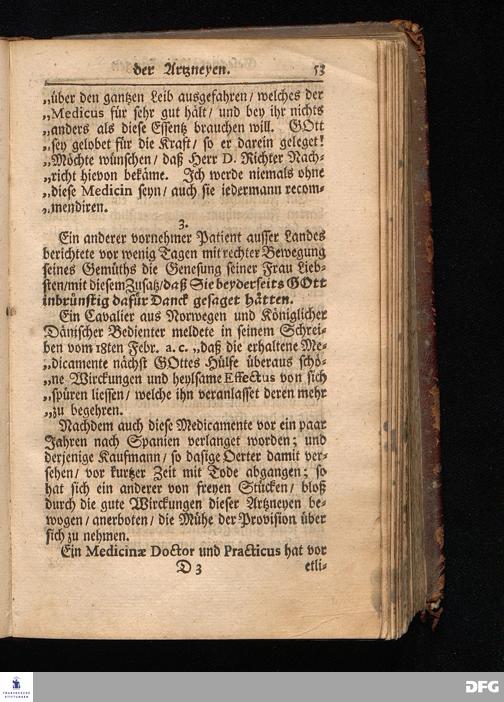 der Artzneyen. 53
„über den gantzen Leib ausgefahren / welches der
„Medicus für sehr gut hält / und bey ihr nichts
„anders als diese Essentz brauchen will. GOtt
„sey gelobet für die Kraft / so er darein geleget!
„Möchte wünschen / daß Herr D. Richter Nach-
„richt hievon bekäme. Ich werde niemals ohne
„diese Medicin seyn / auch sie iedermann recom-
„mendiren.
3.
Ein anderer vornehmer Patient ausser Landes
berichtete vor wenig Tagen mit rechter Bewegung
seines Gemüths die Genesung seiner Frau Lieb-
sten / mit diesem Zusatz / daß Sie beyderseits GOtt
inbrünstig dafür Danck gesaget hätten.
Ein Cavalier aus Norwegen und Königlicher
Dänischer Bedienter meldete in seinem Schrei-
ben vom 18ten Febr. a. c. „daß die erhaltene Me-
„dicamente nächst GOttes Hülfe überaus schö-
„ne Wirckungen und heylsame Effectus von sich
„spüren liessen / welche ihn veranlasset deren mehr
„zu begehren.
Nachdem auch diese Medicamente vor ein paar
Jahren nach Spanien verlanget worden; und
derjenige Kaufmann / so dasige Oerter damit ver-
sehen / vor kurtzer Zeit mit Tode abgangen; so
hat sich ein anderer von freyen Stücken / bloß
durch die gute Wirckungen dieser Artzneyen be-
wogen / anerboten / die Mühe der Provision über
sich zu nehmen.
Ein Medicinæ Doctor und Practicus hat vor
D 3 etli-
FRANCKESCHE
STIFTUNGEN
DFG